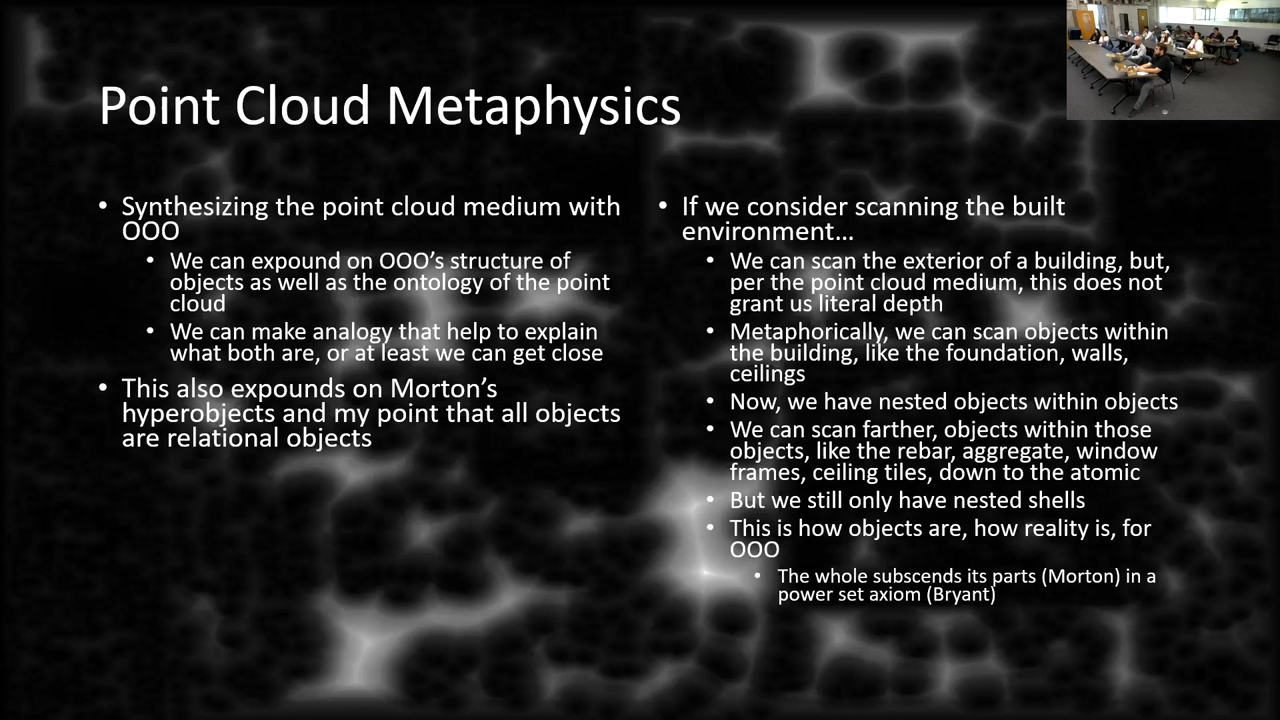 Point Cloud Metaphysics
• Synthesizing the point cloud medium with
OOO
• We can expound on OOO’s structure of
objects as well as the ontology of the point
cloud
• We can make analogy that help to explain
what both are, or at least we can get close
• This also expounds on Morton’s
hyperobjects and my point that all objects
are relational objects
• If we consider scanning the built
environment…
• We can scan the exterior of a building, but,
per the point cloud medium, this does not
grant us literal depth
• Metaphorically, we can scan objects within
the building, like the foundation, walls,
ceilings
• Now, we have nested objects within objects
• We can scan farther, objects within those
objects, like the rebar, aggregate, window
frames, ceiling tiles, down to the atomic
• But we still only have nested shells
• This is how objects are, how reality is, for
OOO
• The whole subscends its parts (Morton) in a
power set axiom (Bryant)